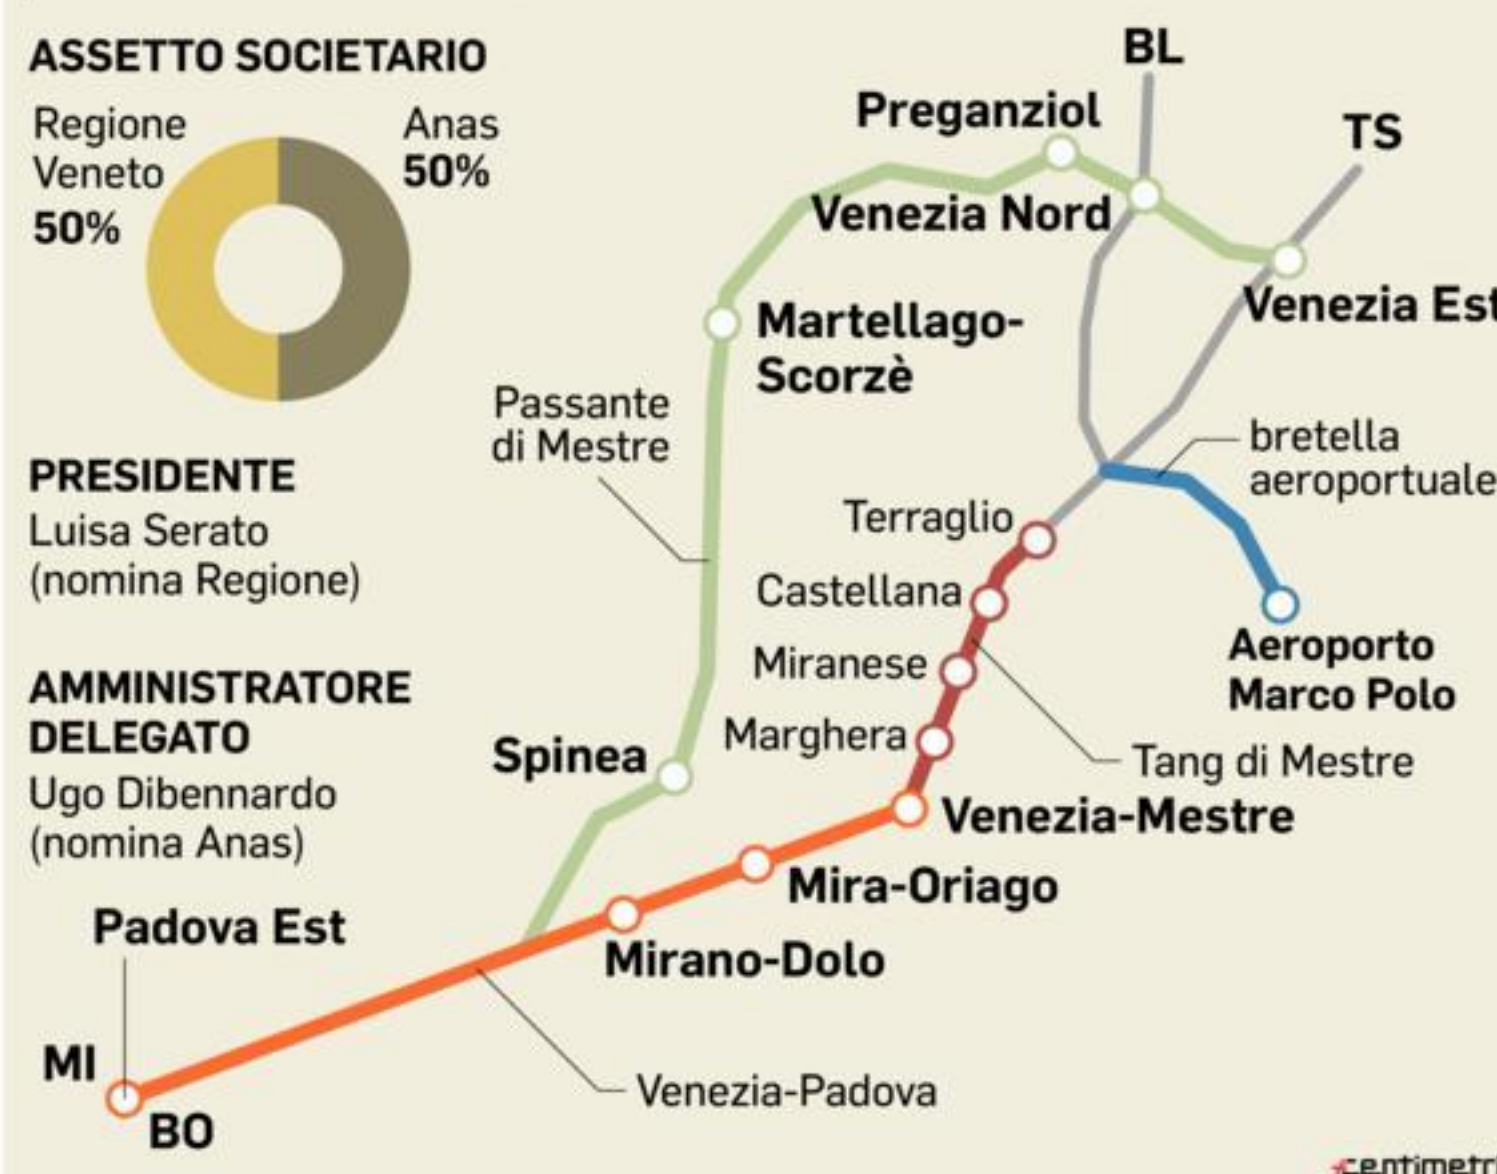 ASSETTO SOCIETARIO
Regione
Veneto
50%
Anas
50%
PRESIDENTE
Luisa Serato
(nomina Regione)
AMMINISTRATORE
DELEGATO
Ugo Dibennardo
(nomina Anas)
BL
TS
Preganziol
Venezia Nord
Venezia Est
Martellago-
Scorzè
Passante
di Mestre
bretella
aeroportuale
Terraglio
Castellana
Miranese
Marghera
Aeroporto
Marco Polo
Tang di Mestre
Spinea
Venezia-Mestre
Mira-Oriago
Mirano-Dolo
Padova Est
MI
BO
Venezia-Padova
centimetri